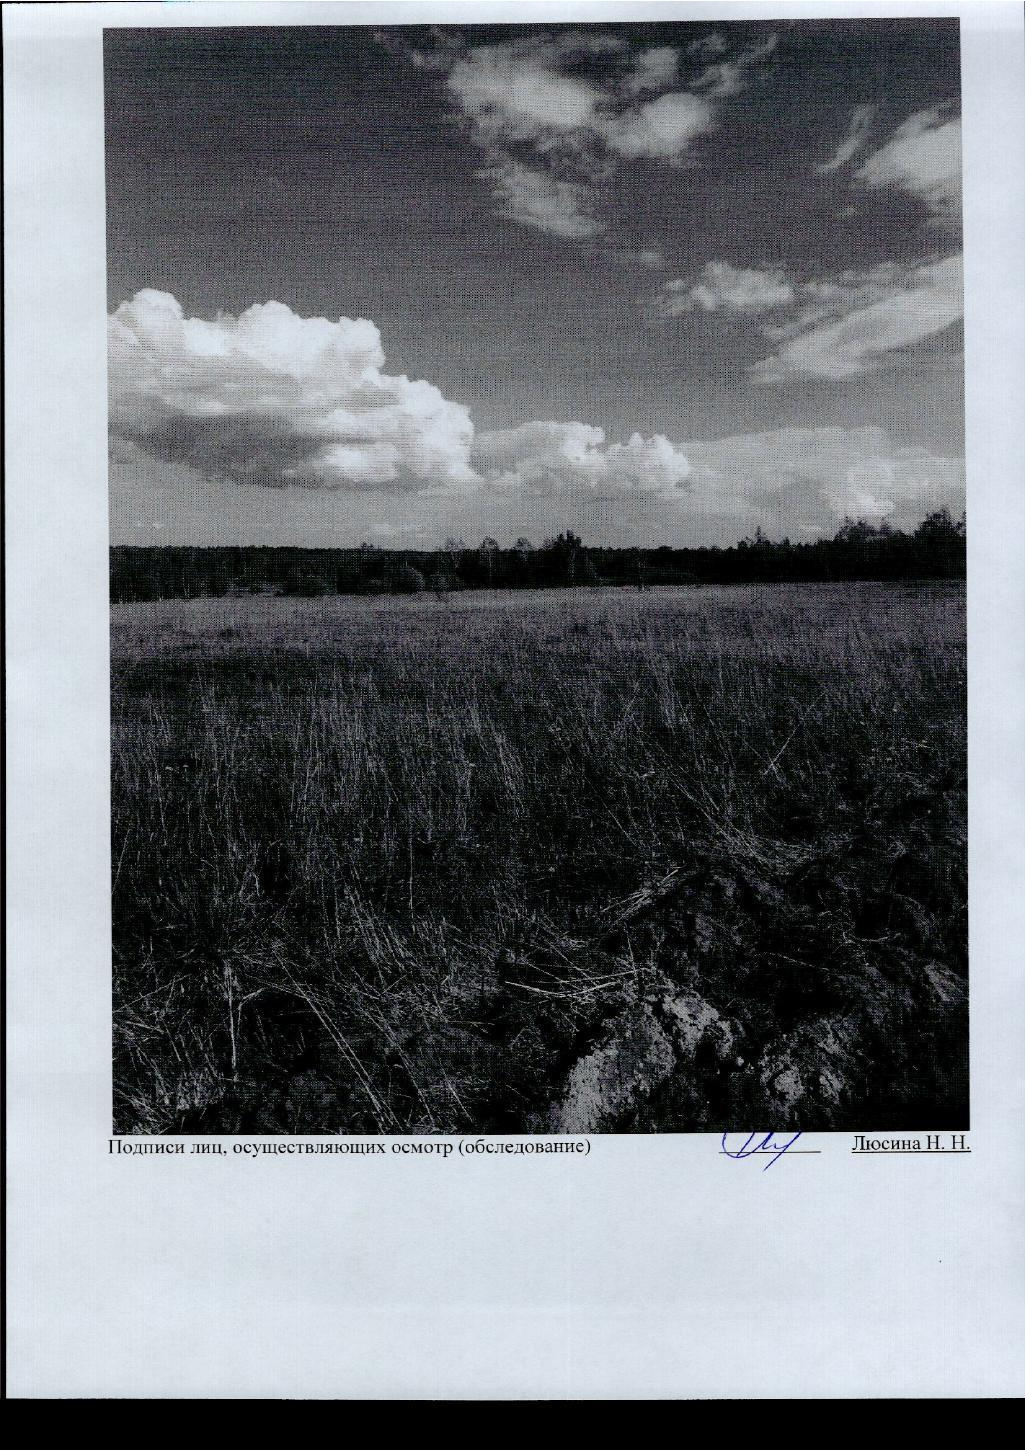 Подписи лиц, осуществляющих осмотр (обследование) Люсина Н. Н.